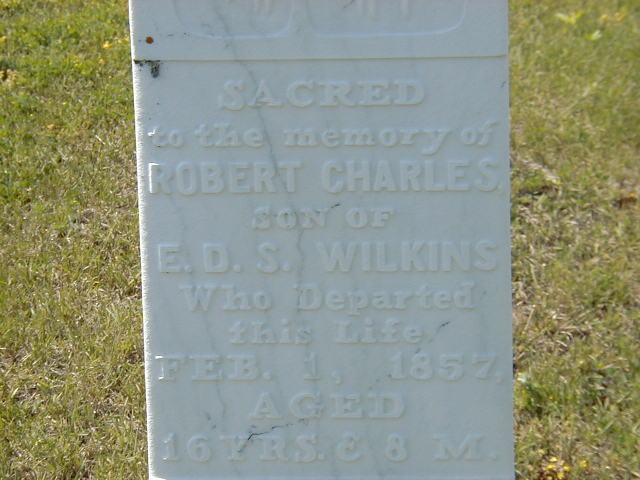 SACRED
to the memory of
ROBERT CHARLES,
SON OF
E. D. S. WILKINS
Who Departed
this Life
FEB. 1, 1857,
AGED
16 YRS. & 8 M.